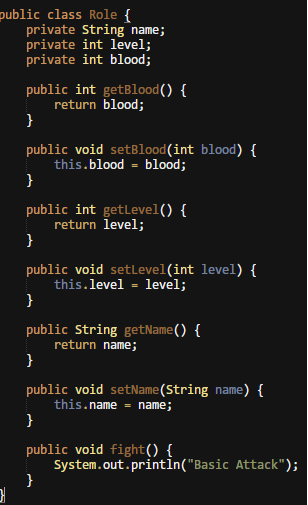 public class Role {
    private String name;
    private int level;
    private int blood;

    public int getBlood() {
        return blood;
    }

    public void setBlood(int blood) {
        this.blood = blood;
    }

    public int getLevel() {
        return level;
    }

    public void setLevel(int level) {
        this.level = level;
    }

    public String getName() {
        return name;
    }

    public void setName(String name) {
        this.name = name;
    }

    public void fight() {
        System.out.println("Basic Attack");
    }
}